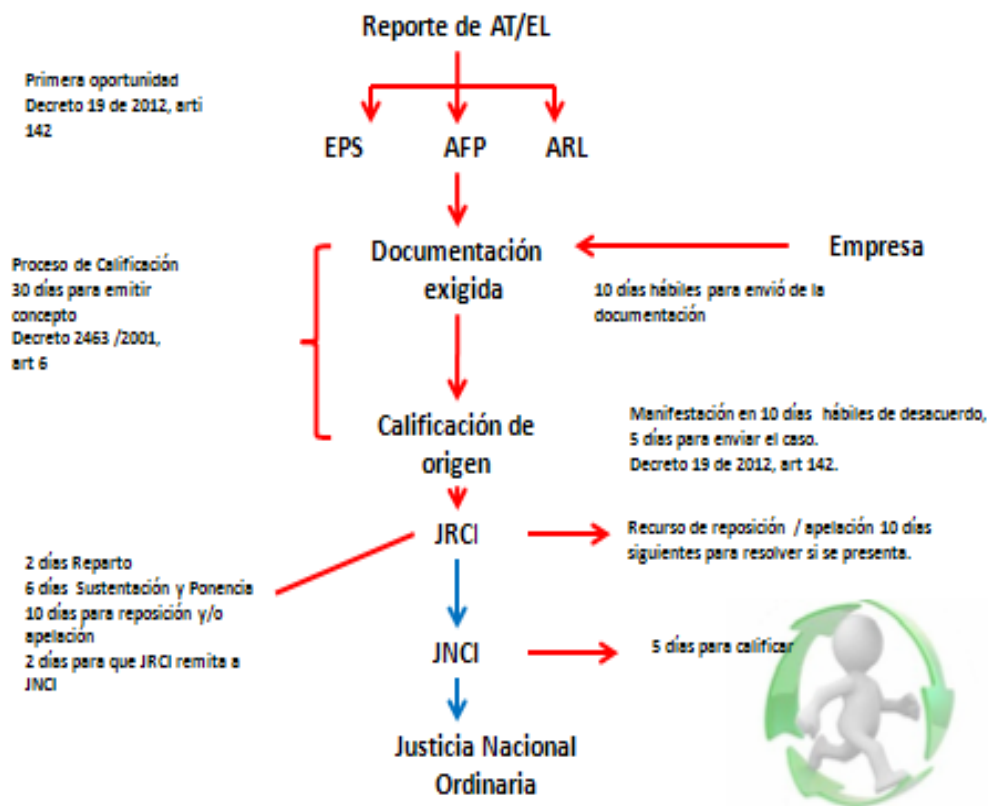 Reporte de AT/EL
Primera oportunidad
Decreto 19 de 2012, arti
142
EPS
AFP
ARL
Proceso de Calificación
30 días para emitir
concepto
Decreto 2463 /2001,
art 6
Documentación
exigida
Empresa
10 días hábiles para envió de la
documentación
Calificación de
origen
Manifestación en 10 días hábiles de desacuerdo,
5 días para enviar el caso.
Decreto 19 de 2012, art 142.
JRCI
Recurso de reposición / apelación 10 días
siguientes para resolver si se presenta.
2 días Reparto
6 días Sustentación y Ponencia
10 días para reposición y/o
apelación
2 días para que JRCI remita a
JNCI
JNCI
5 días para calificar
Justicia Nacional
Ordinaria